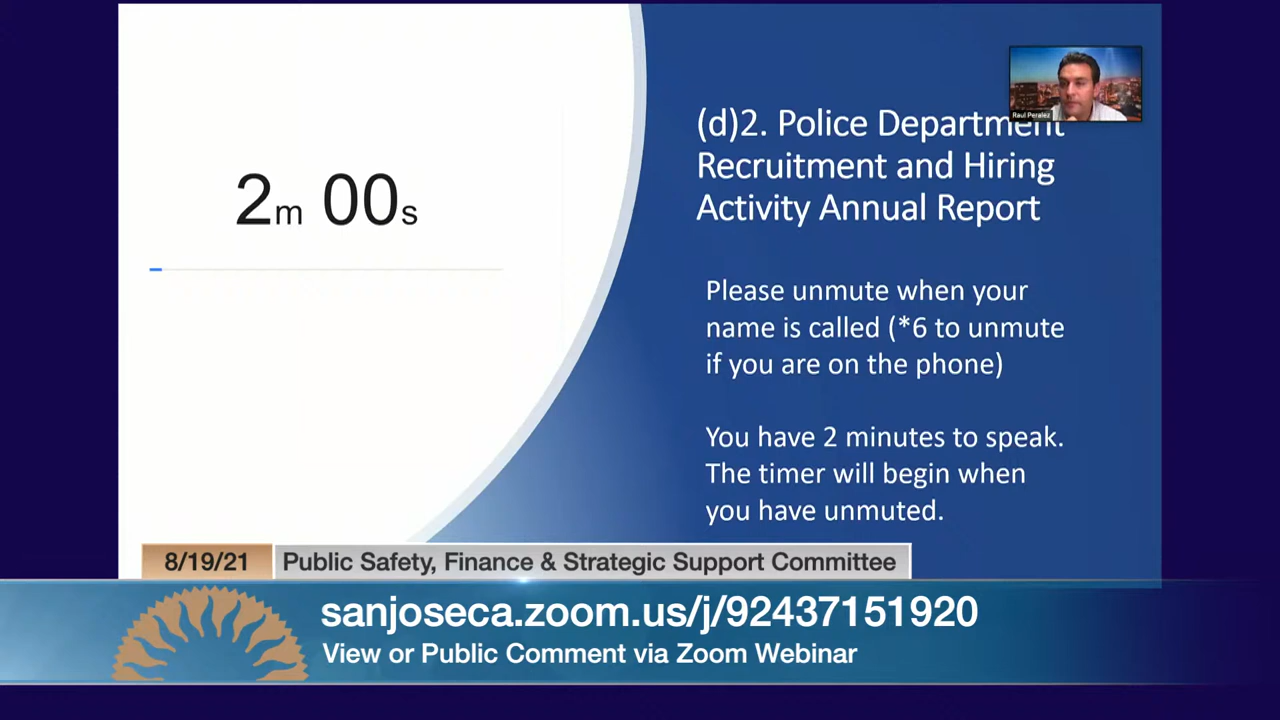 2m 00s
Raul Peralez
(d)2. Police Department
Recruitment and Hiring
Activity Annual Report
Please unmute when your
name is called (*6 to unmute
if you are on the phone)
You have 2 minutes to speak.
The timer will begin when
you have unmuted.
8/19/21
Public Safety, Finance & Strategic Support Committee
sanjoseca.zoom.us/j/92437151920
View or Public Comment via Zoom Webinar